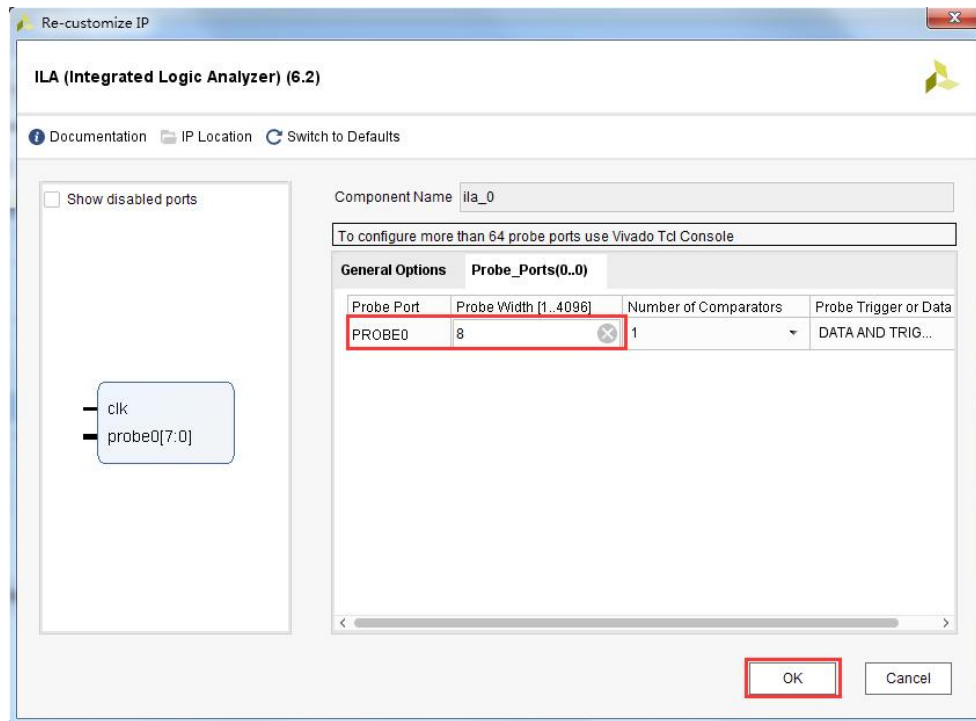 Re-customize IP
ILA (Integrated Logic Analyzer) (6.2)
Documentation IP Location Switch to Defaults
Show disabled ports
clk
probe0[7:0]
Component Name ila_0
To configure more than 64 probe ports use Vivado Tcl Console
General Options Probe_Ports(0..0)
Probe Port Probe Width [1..4096] Number of Comparators Probe Trigger or Data
PROBE0 8 1 DATA AND TRIG...
OK Cancel